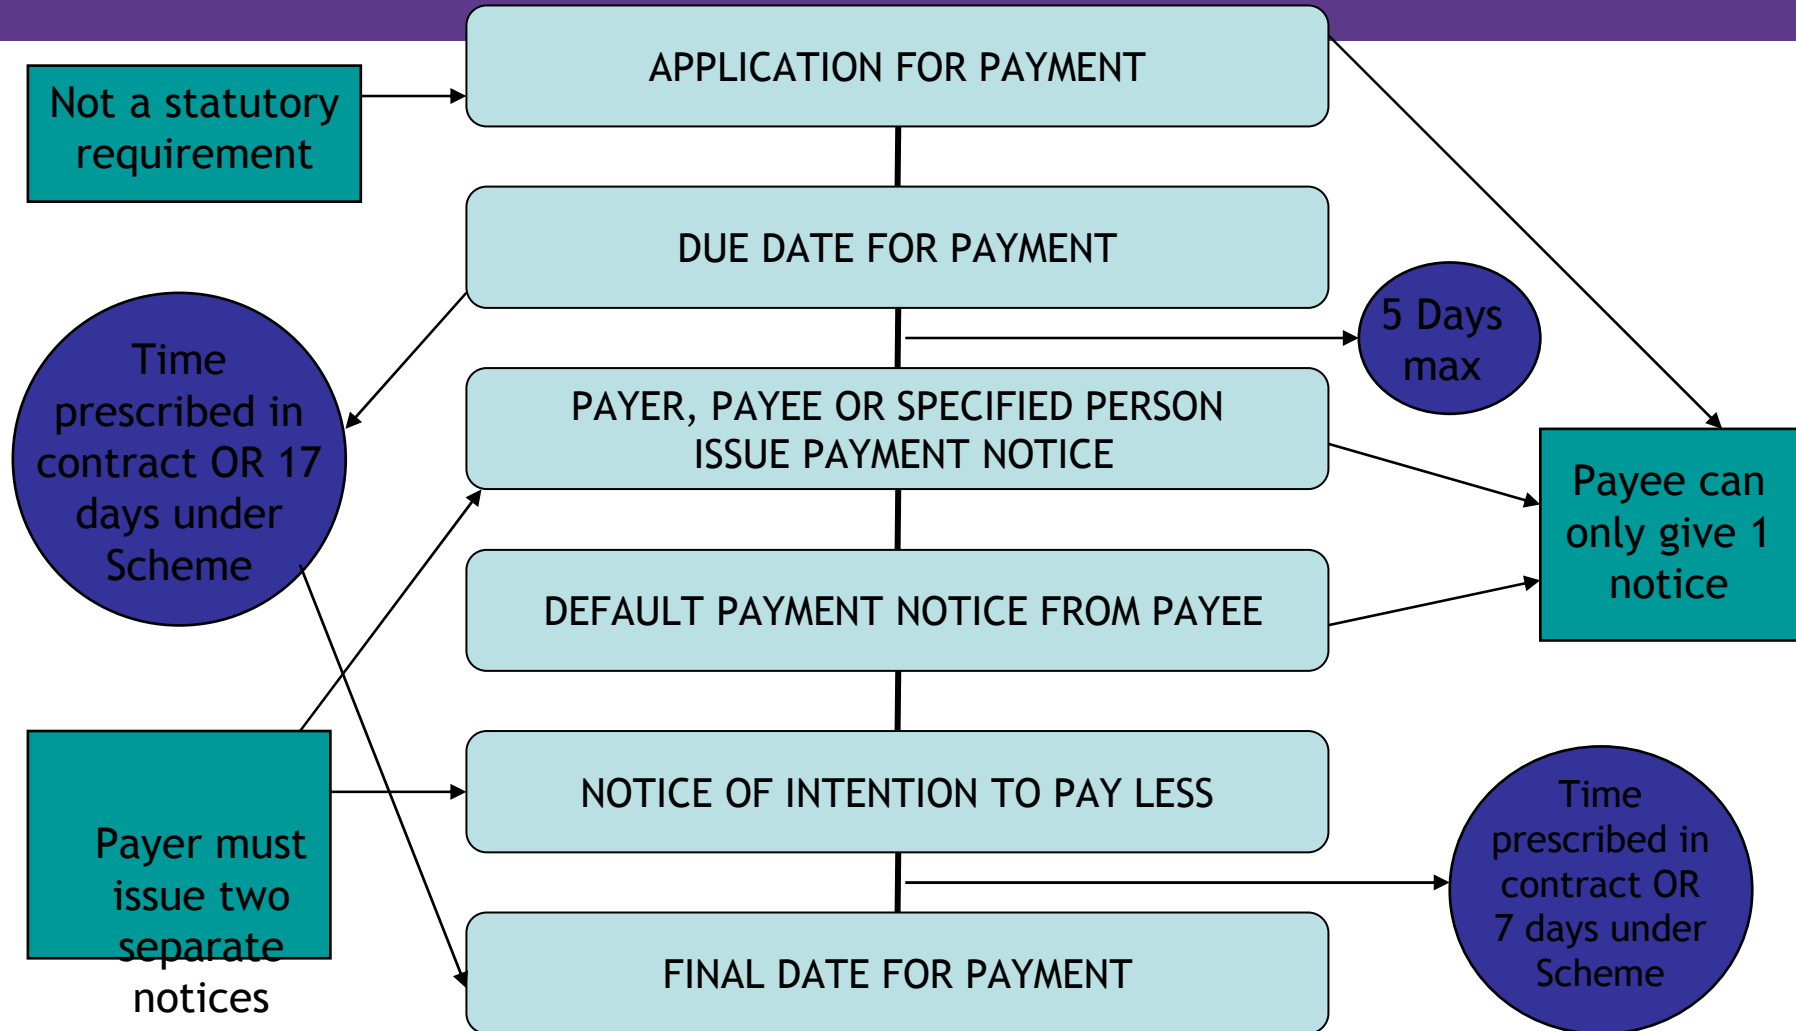 APPLICATION FOR PAYMENT
Not a statutory
requirement
DUE DATE FOR PAYMENT
5 Days
max
Time
prescribed in
contract OR 17
days under
Scheme
PAYER, PAYEE OR SPECIFIED PERSON
ISSUE PAYMENT NOTICE
Payee can
only give 1
notice
DEFAULT PAYMENT NOTICE FROM PAYEE
NOTICE OF INTENTION TO PAY LESS
Payer must
issue two
separate
notices
Time
prescribed in
contract OR
7 days under
Scheme
FINAL DATE FOR PAYMENT